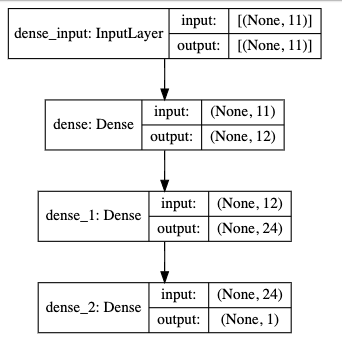 dense_input: InputLayer
input: [(None, 11)]
output: [(None, 11)]
dense: Dense
input: (None, 11)
output: (None, 12)
dense_1: Dense
input: (None, 12)
output: (None, 24)
dense_2: Dense
input: (None, 24)
output: (None, 1)